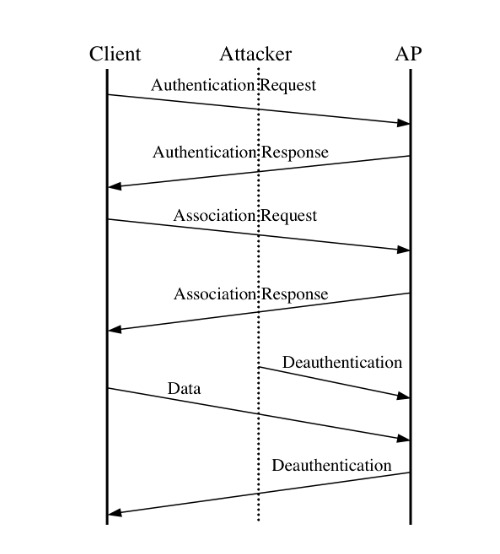 Client Attacker AP
Authentication Request
Authentication Response
Association Request
Association Response
Deauthentication
Data
Deauthentication